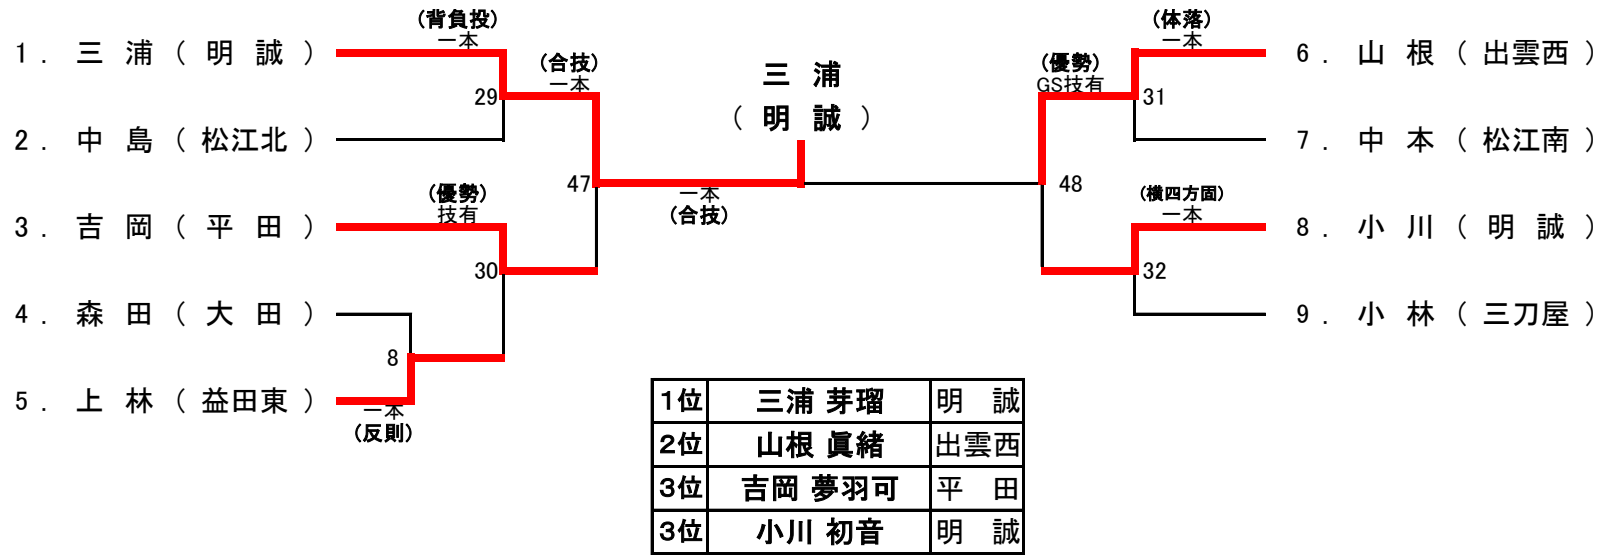 (背負投)
一本
1. 三浦(明誠)
29
2. 中島(松江北)
(合技)
一本
47
(優勢)
技有
3. 吉岡(平田)
30
4. 森田(大田)
8
5. 上林(益田東)
一本
(反則)
三浦
(明誠)
一本
(合技)
(体落)
一本
6. 山根(出雲西)
(優勢)
GS技有
31
7. 中本(松江南)
48
(横四方固)
一本
8. 小川(明誠)
32
9. 小林(三刀屋)
1位 三浦 芽瑠 明 誠
2位 山根 眞緒 出雲西
3位 吉岡 夢羽可 平 田
3位 小川 初音 明 誠